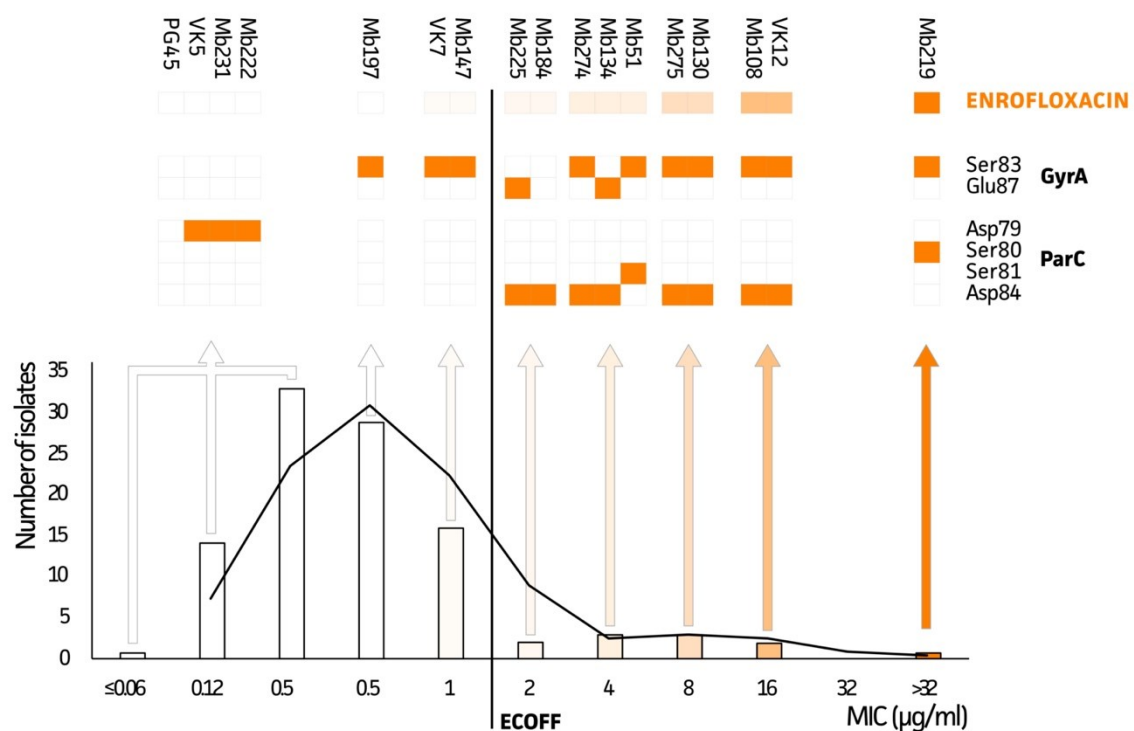 PG45
VK5
Mb231
Mb222
Mb197
VK7
Mb147
Mb225
Mb184
Mb274
Mb134
Mb51
Mb275
Mb130
Mb108
VK12
Mb219
ENROFLOXACIN
Ser83
Glu87
GyrA
Asp79
Ser80
Ser81
Asp84
ParC
Number of isolates
35
30
25
20
15
10
5
0
≤0.06 0.12 0.5 0.5 1 2 4 8 16 32 >32
ECOFF
MIC (µg/ml)